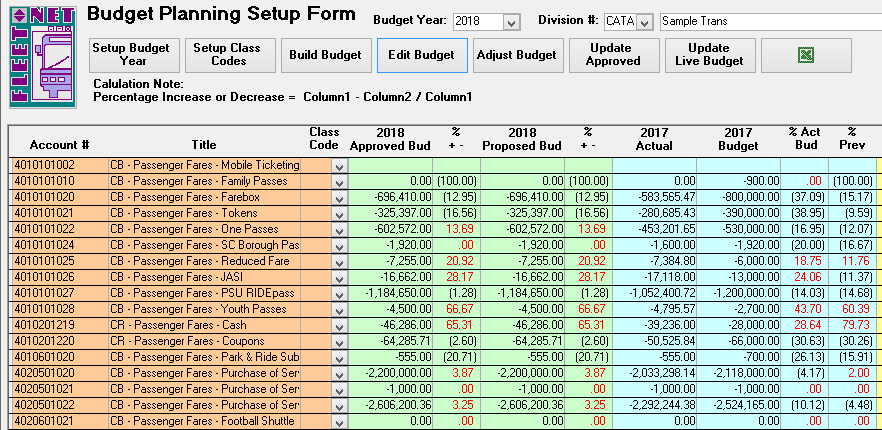 FLEET NET
Budget Planning Setup Form
Budget Year: 2018 Division #: CATA Sample Trans
Setup Budget Year Setup Class Codes Build Budget Edit Budget Adjust Budget Update Approved Update Live Budget
Calulation Note:
Percentage Increase or Decrease = Column1 - Column2 / Column1
Account # Title Class Code 2018 Approved Bud % + - 2018 Proposed Bud % + - 2017 Actual 2017 Budget % Act Bud % Prev
4010101002 CB - Passenger Fares - Mobile Ticketing
4010101010 CB - Passenger Fares - Family Passes 0.00 (100.00) 0.00 (100.00) 0.00 -900.00 .00 (100.00)
4010101020 CB - Passenger Fares - Farebox -696,410.00 (12.95) -696,410.00 (12.95) -583,565.47 -800,000.00 (37.09) (15.17)
4010101021 CB - Passenger Fares - Tokens -325,397.00 (16.56) -325,397.00 (16.56) -280,685.43 -390,000.00 (38.95) (9.59)
4010101022 CB - Passenger Fares - One Passes -602,572.00 13.69 -602,572.00 13.69 -453,201.65 -530,000.00 (16.95) (12.07)
4010101024 CB - Passenger Fares - SC Borough Pas -1,920.00 .00 -1,920.00 .00 -1,600.00 -1,920.00 (20.00) (16.67)
4010101025 CB - Passenger Fares - Reduced Fare -7,255.00 20.92 -7,255.00 20.92 -7,384.80 -6,000.00 18.75 11.76
4010101026 CB - Passenger Fares - JASI -16,662.00 28.17 -16,662.00 28.17 -17,118.00 -13,000.00 24.06 (11.37)
4010101027 CB - Passenger Fares - PSU RIDEpass -1,184,650.00 (1.28) -1,184,650.00 (1.28) -1,052,400.72 -1,200,000.00 (14.03) (14.68)
4010101028 CB - Passenger Fares - Youth Passes -4,500.00 66.67 -4,500.00 66.67 -4,795.57 -2,700.00 43.70 60.39
4010201219 CR - Passenger Fares - Cash -46,286.00 65.31 -46,286.00 65.31 -39,236.00 -28,000.00 28.64 79.73
4010201220 CR - Passenger Fares - Coupons -64,285.71 (2.60) -64,285.71 (2.60) -50,525.84 -66,000.00 (30.63) (30.26)
4010601020 CB - Passenger Fares - Park & Ride Sub -555.00 (20.71) -555.00 (20.71) -555.00 -700.00 (26.13) (15.91)
4020501020 CB - Passenger Fares - Purchase of Ser -2,200,000.00 3.87 -2,200,000.00 3.87 -2,033,298.14 -2,118,000.00 (4.17) 2.00
4020501021 CB - Passenger Fares - Purchase of Ser -1,000.00 .00 -1,000.00 .00 -1,000.00 -1,000.00 .00 .00
4020501022 CB - Passenger Fares - Purchase of Ser -2,606,200.36 3.25 -2,606,200.36 3.25 -2,292,244.38 -2,524,165.00 (10.12) (4.48)
4020601021 CB - Passenger Fares - Football Shuttle 0.00 .00 0.00 .00 0.00 0.00 .00 .00